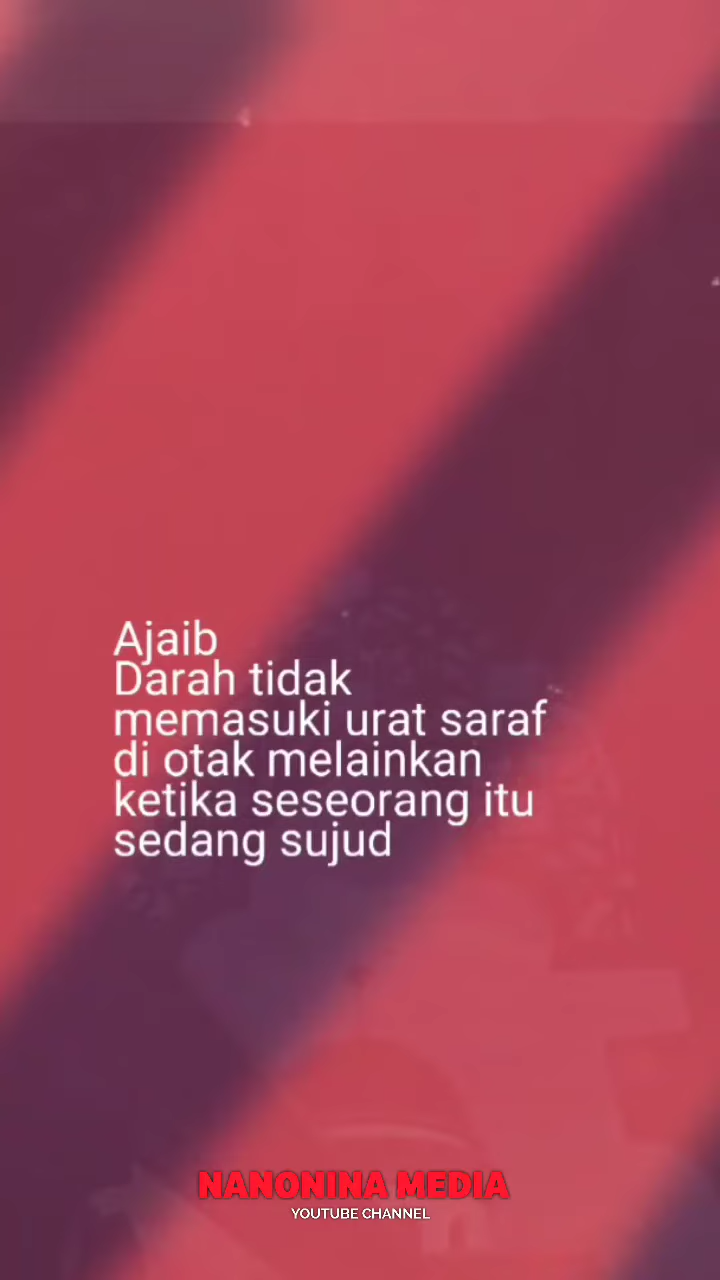 Ajaib
Darah tidak
memasuki urat saraf
di otak melainkan
ketika seseorang itu
sedang sujud
NANONINA MEDIA
YOUTUBE CHANNEL